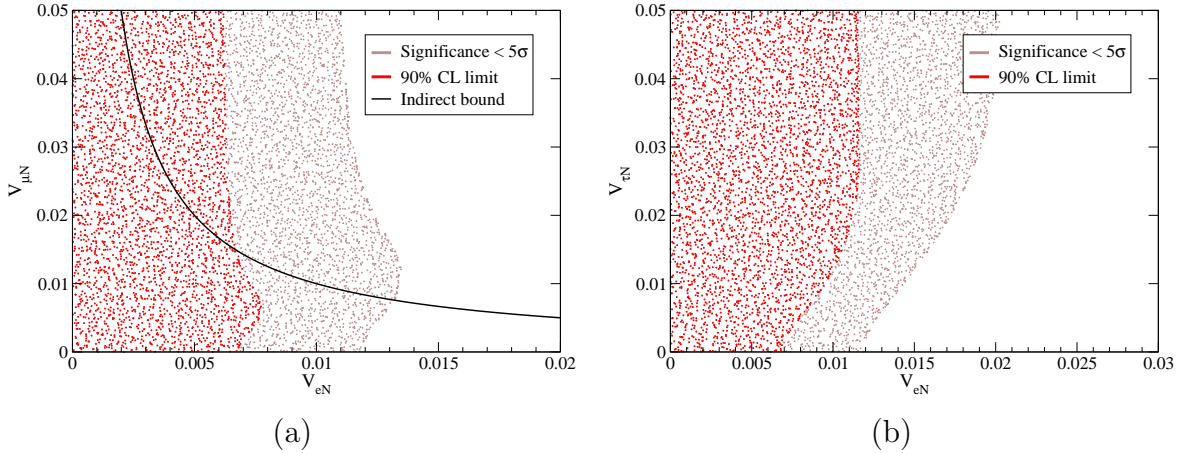 Significance < 5σ
90% CL limit
Indirect bound
0.05
0.04
0.03
0.02
0.01
0
V_μN
0
0.005
0.01
0.015
0.02
V_eN
(a)
Significance < 5σ
90% CL limit
0.05
0.04
0.03
0.02
0.01
0
V_τN
0
0.005
0.01
0.015
0.02
0.025
0.03
V_eN
(b)